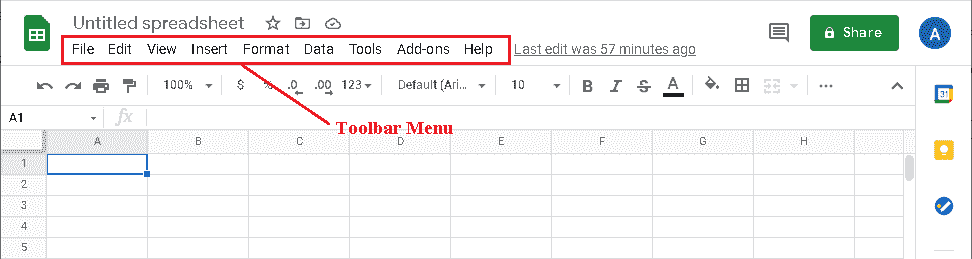 Untitled spreadsheet
File Edit View Insert Format Data Tools Add-ons Help Last edit was 57 minutes ago
Share
A
100% $ % .0 .00 123 Default (Ari... 10 B I S A ...
A1 fx
31
A B C D E F G H
1
2
3
4
5
Toolbar Menu